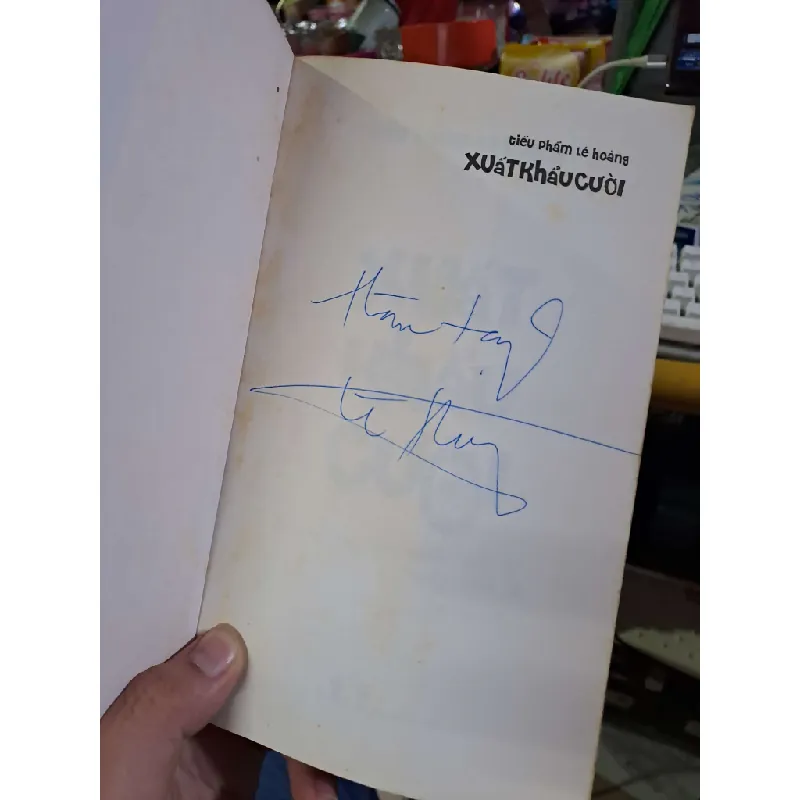 tiểu phẩm lê hoàng
XUẤT KHẨU CƯỜI
thân tặng